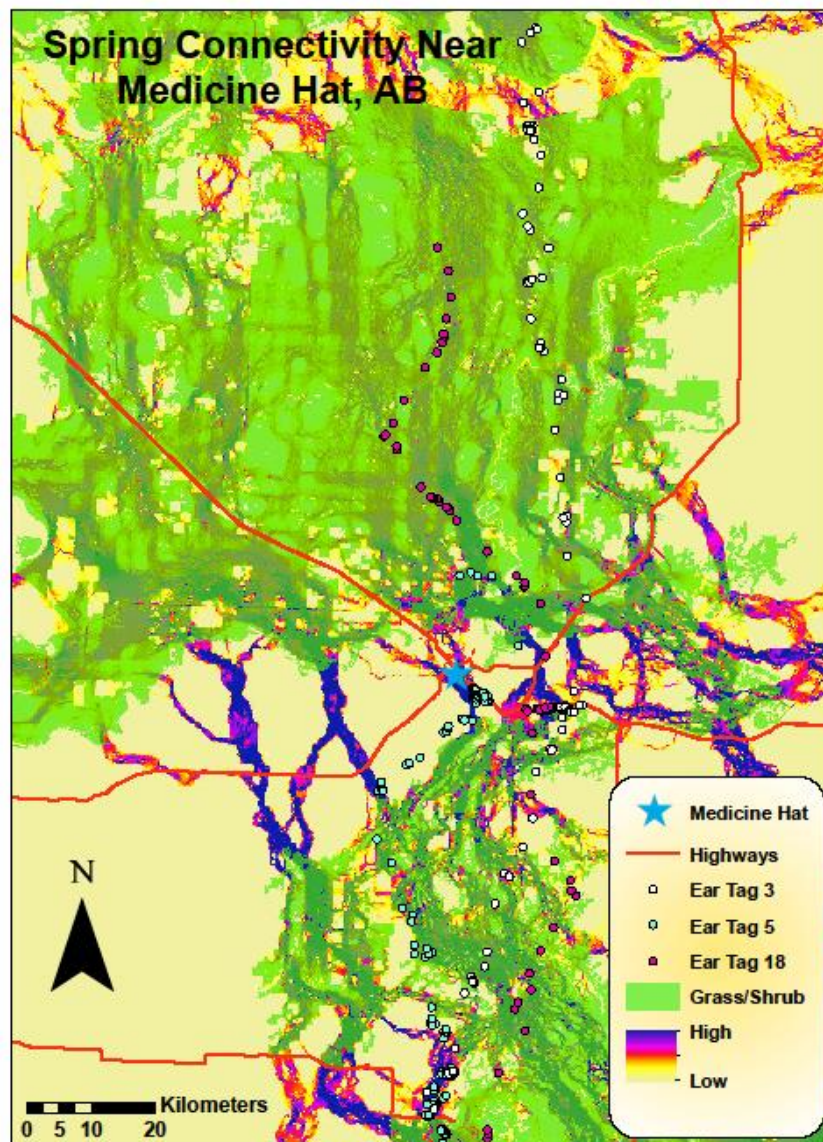 Spring Connectivity Near
Medicine Hat, AB
N
Medicine Hat
Highways
Ear Tag 3
Ear Tag 5
Ear Tag 18
Grass/Shrub
High
Low
Kilometers
0 5 10 20